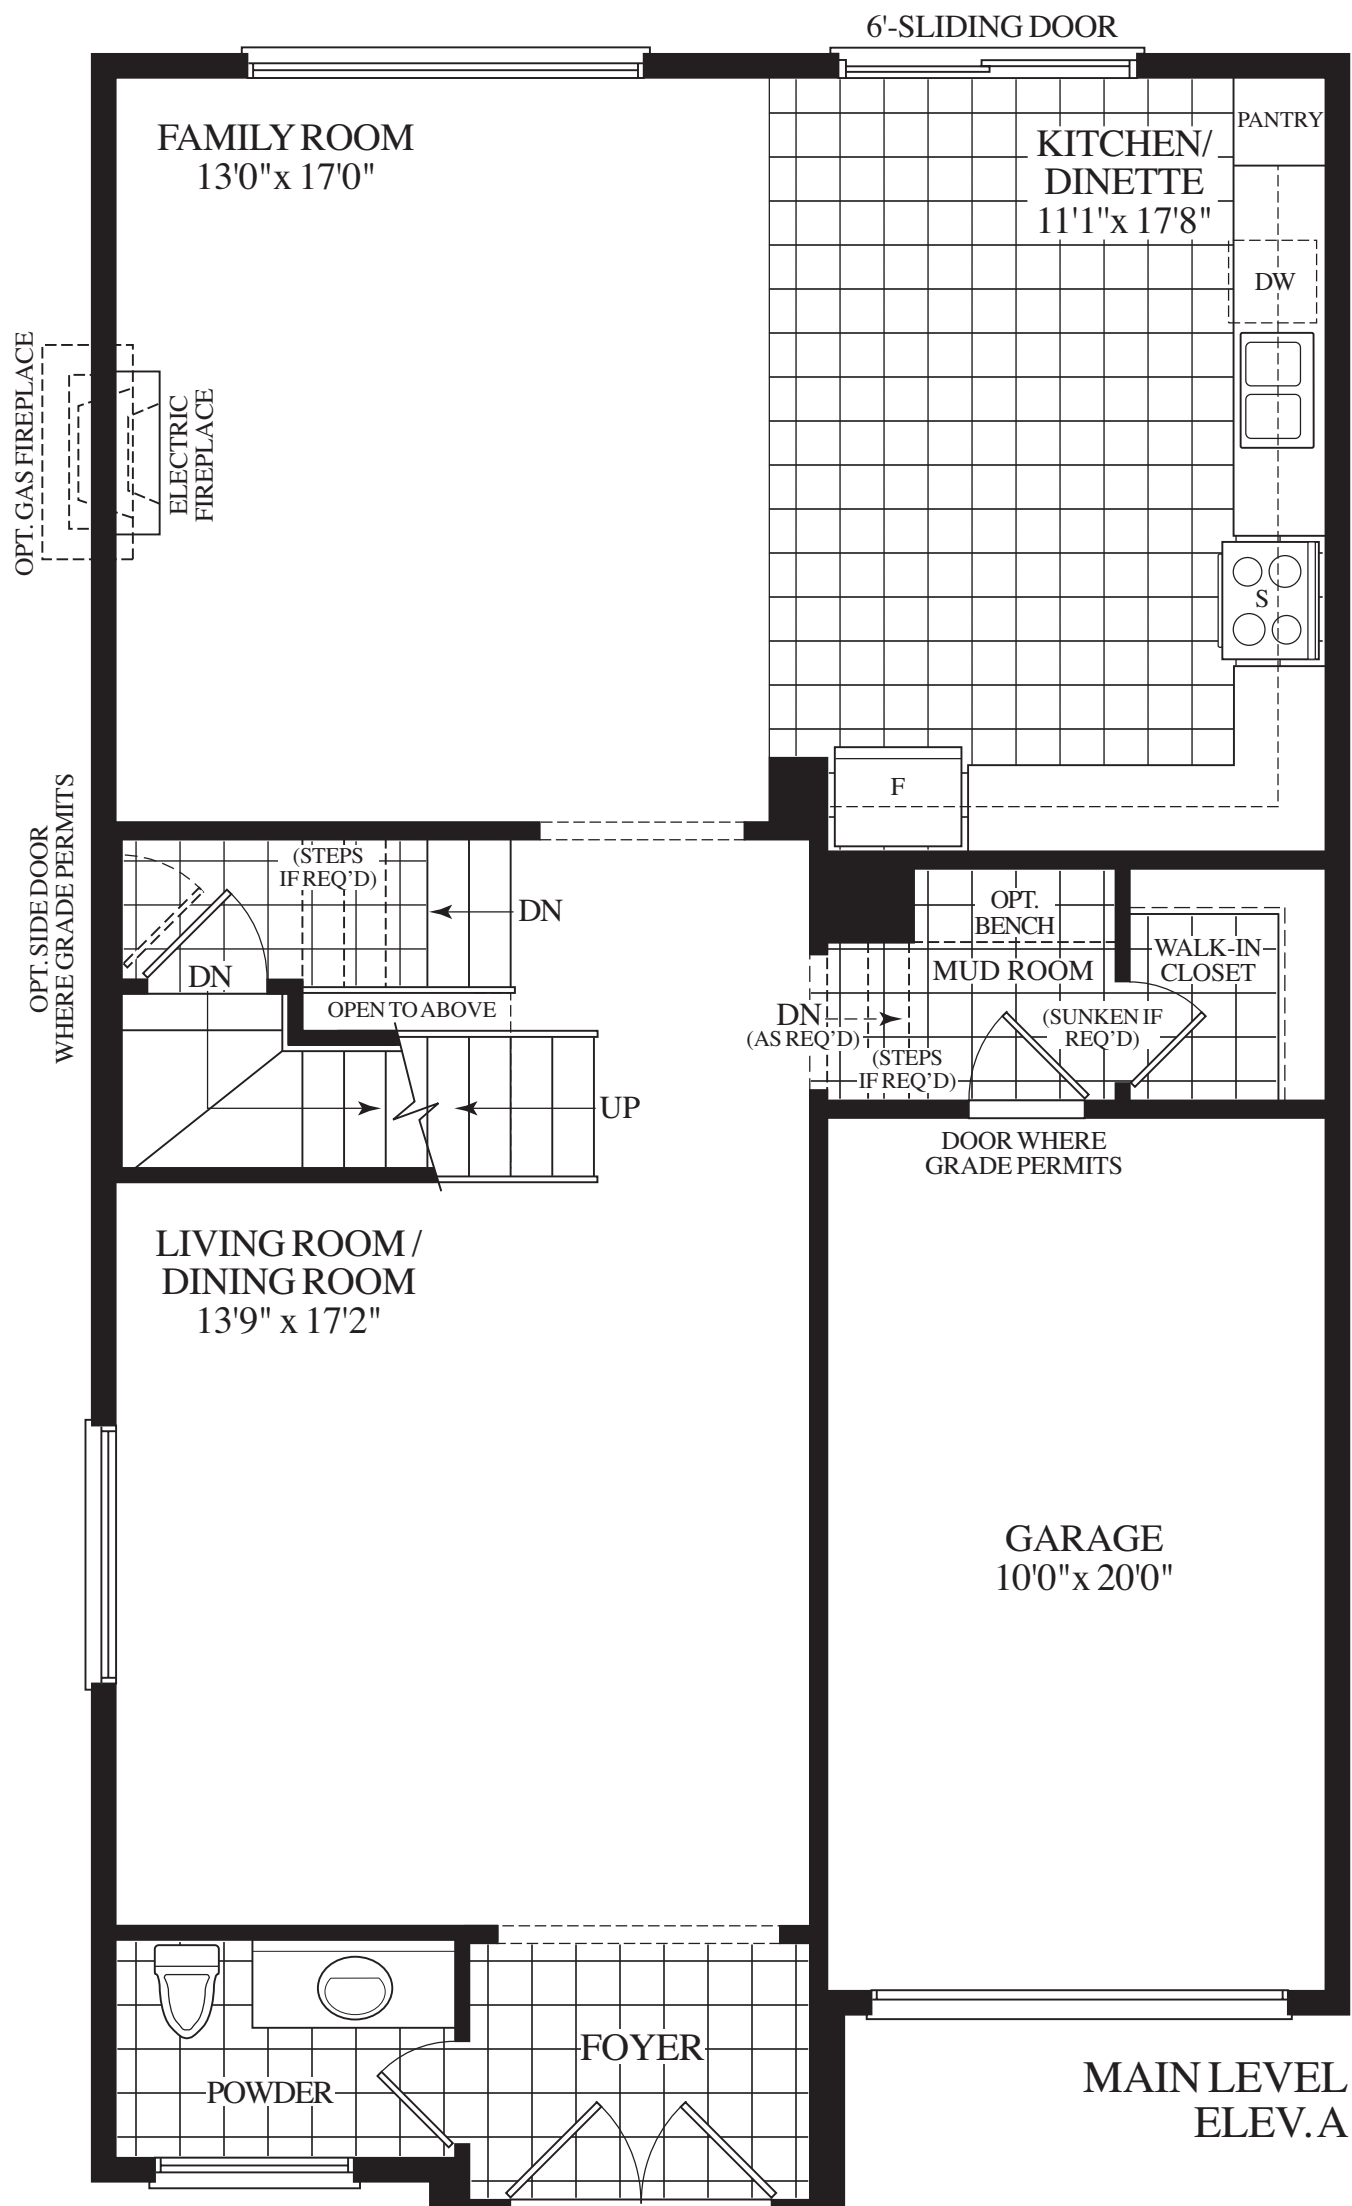 6'-SLIDING DOOR
FAMILY ROOM
13'0" x 17'0"
KITCHEN/
DINETTE
11'1" x 17'8"
PANTRY
DW
OPT. GAS FIREPLACE
ELECTRIC
FIREPLACE
S
F
OPT. SIDE DOOR
WHERE GRADE PERMITS
(STEPS
IF REQ'D)
DN
DN
OPEN TO ABOVE
UP
OPT.
BENCH
MUD ROOM
WALK-IN
CLOSET
DN
(AS REQ'D)
(STEPS
IF REQ'D)
(SUNKEN IF
REQ'D)
DOOR WHERE
GRADE PERMITS
LIVING ROOM /
DINING ROOM
13'9" x 17'2"
GARAGE
10'0" x 20'0"
FOYER
POWDER
MAIN LEVEL
ELEV. A